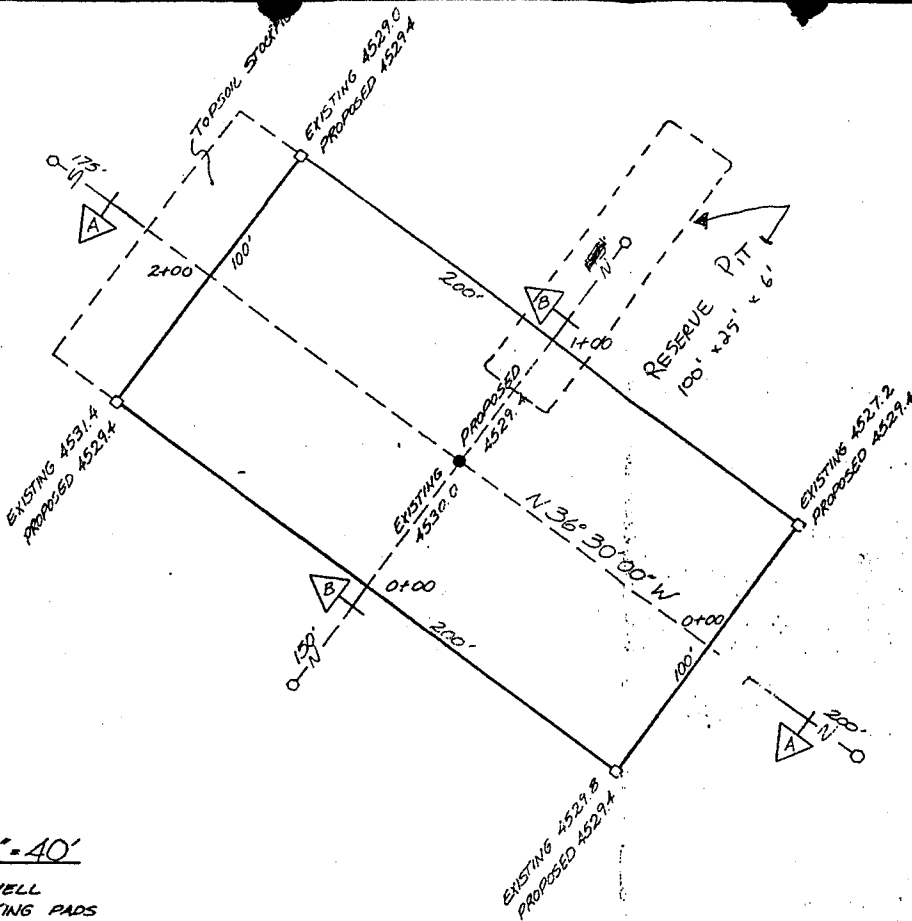 TOPSOIL
EXISTING 4529.0
PROPOSED 4529.4
175'
S
A
2+00
100'
200'
B
N
1+00
RESERVE PIT
100' x 25' x 6'
PROPOSED
4529.4
EXISTING
4530.0
EXISTING 4531.4
PROPOSED 4529.4
EXISTING 4527.2
PROPOSED 4529.4
N 36° 30' 00" W
B
0+00
0+00
150'
N
200'
100'
200'
N
A
EXISTING 4529.8
PROPOSED 4529.4
"=40'
ELL
ING PADS